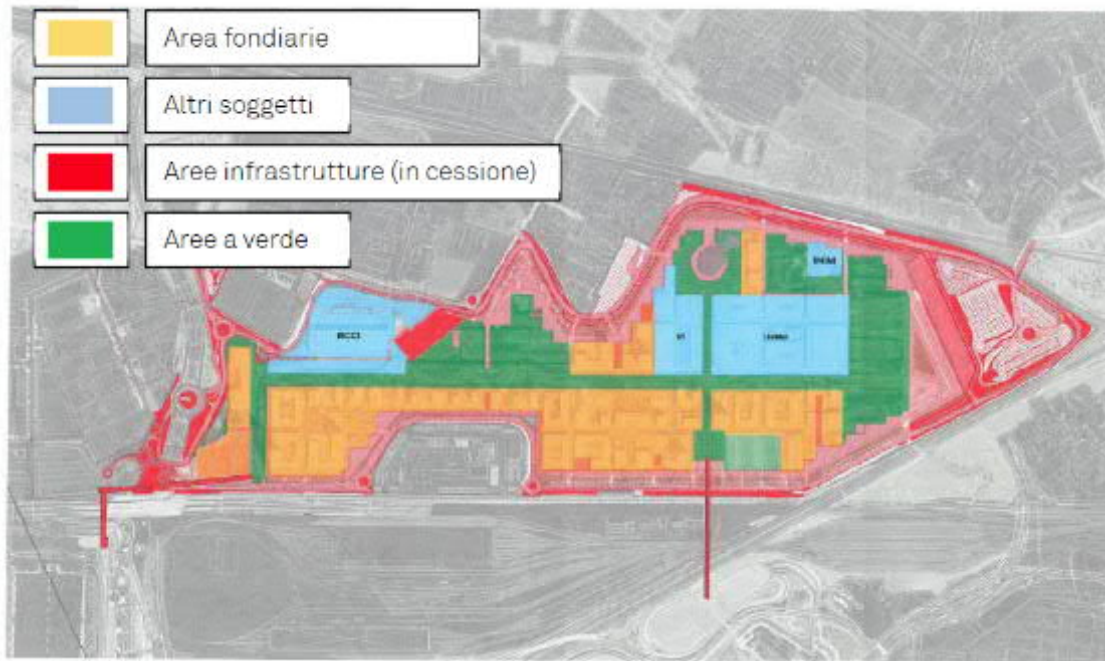 Area fondiarie
Altri soggetti
Aree infrastrutture (in cessione)
Aree a verde